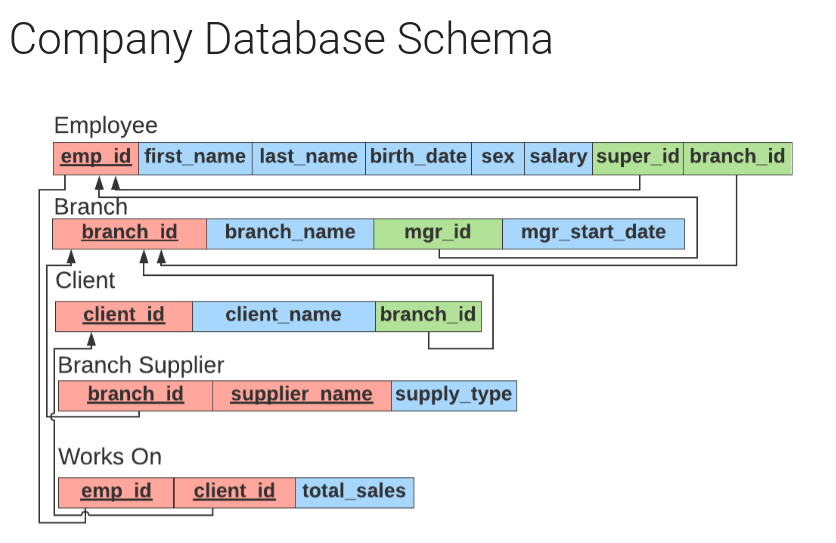 Company Database Schema
Employee
emp_id first_name last_name birth_date sex salary super_id branch_id
Branch
branch_id branch_name mgr_id mgr_start_date
Client
client_id client_name branch_id
Branch Supplier
branch_id supplier_name supply_type
Works On
emp_id client_id total_sales